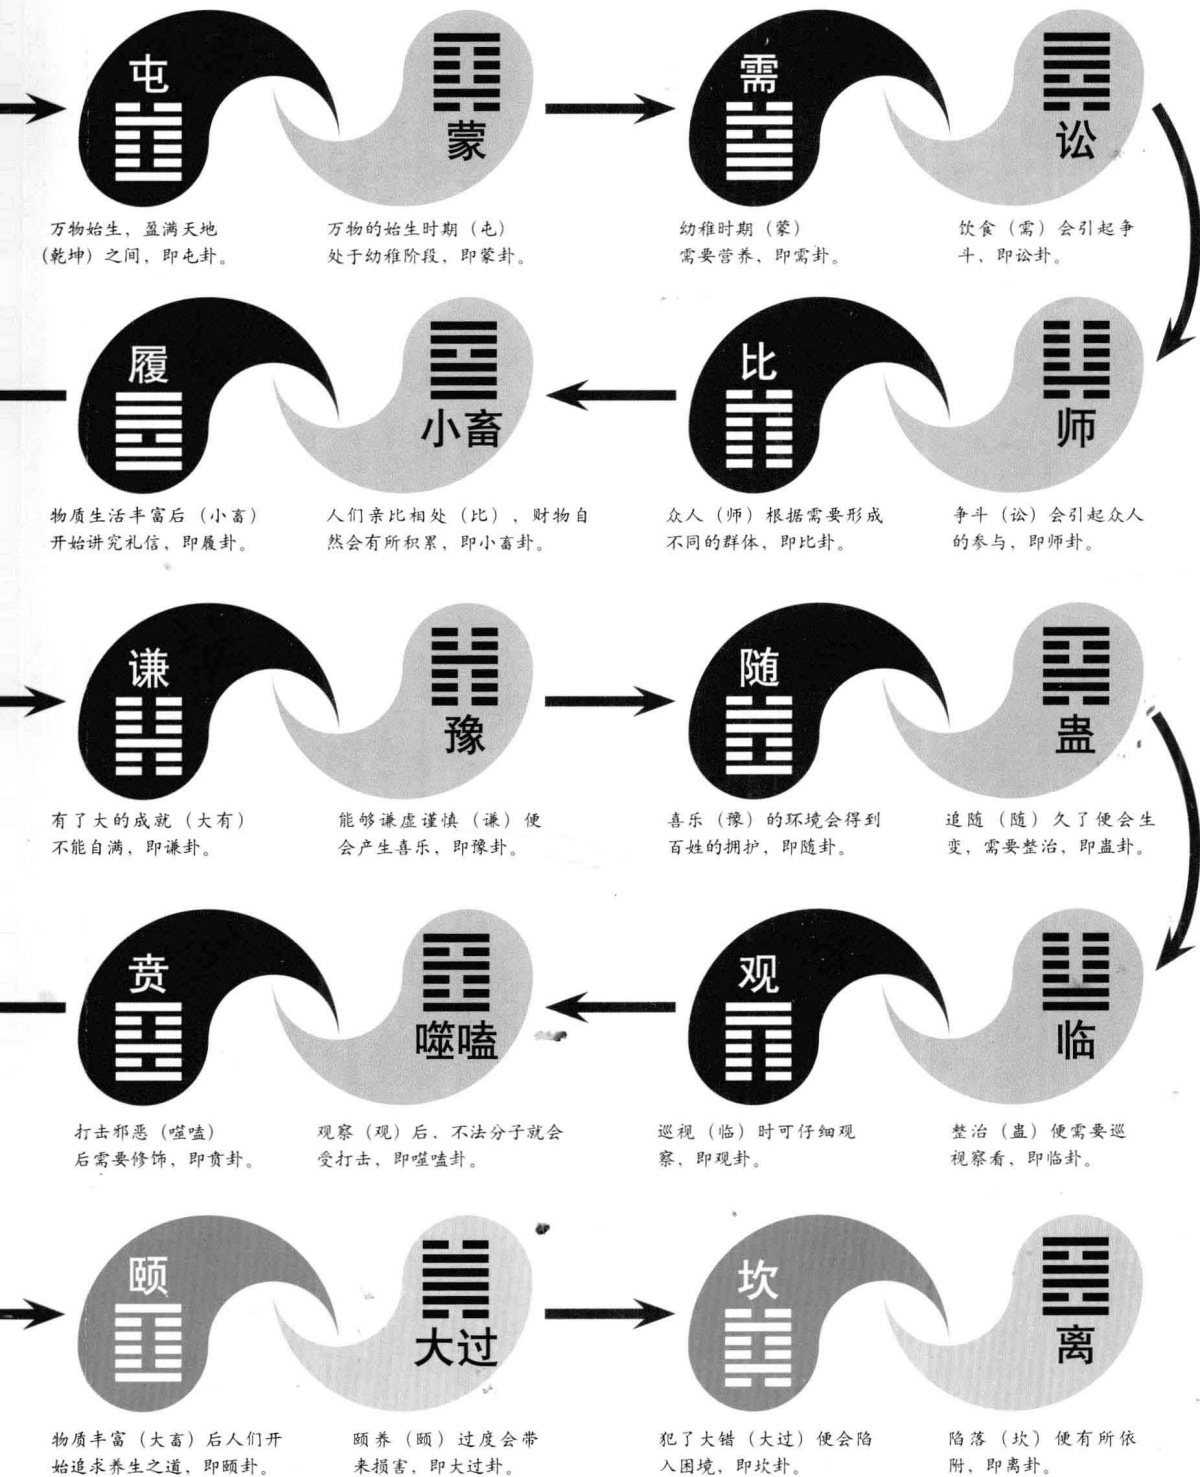 屯
蒙
需
讼
万物始生，盈满天地
(乾坤）之间，即屯卦。
万物的始生时期（屯）
处于幼稚阶段，即蒙卦。
幼稚时期（蒙）
需要营养，即需卦。
饮食（需）会引起争
斗，即讼卦。
履
小畜
比
师
物质生活丰富后（小畜）
开始讲究礼信，即履卦。
人们亲比相处（比），财物自
然会有所积累，即小畜卦。
众人（师）根据需要形成
不同的群体，即比卦。
争斗（讼）会引起众人
的参与，即师卦。
谦
豫
随
蛊
有了大的成就（大有）
不能自满，即谦卦。
能够谦虚谨慎（谦）便
会产生喜乐，即豫卦。
喜乐（豫）的环境会得到
百姓的拥护，即随卦。
追随（随）久了便会生
变，需要整治，即蛊卦。
贲
噬嗑
观
临
打击邪恶（噬嗑）
后需要修饰，即贲卦。
观察（观）后，不法分子就会
受打击，即噬嗑卦。
巡视（临）时可仔细观
察，即观卦。
整治（蛊）便需要巡
视察看，即临卦。
颐
大过
坎
离
物质丰富（大畜）后人们开
始追求养生之道，即颐卦。
颐养（颐）过度会带
来损害，即大过卦。
犯了大错（大过）便会陷
入困境，即坎卦。
陷落（坎）便有所依
附，即离卦。